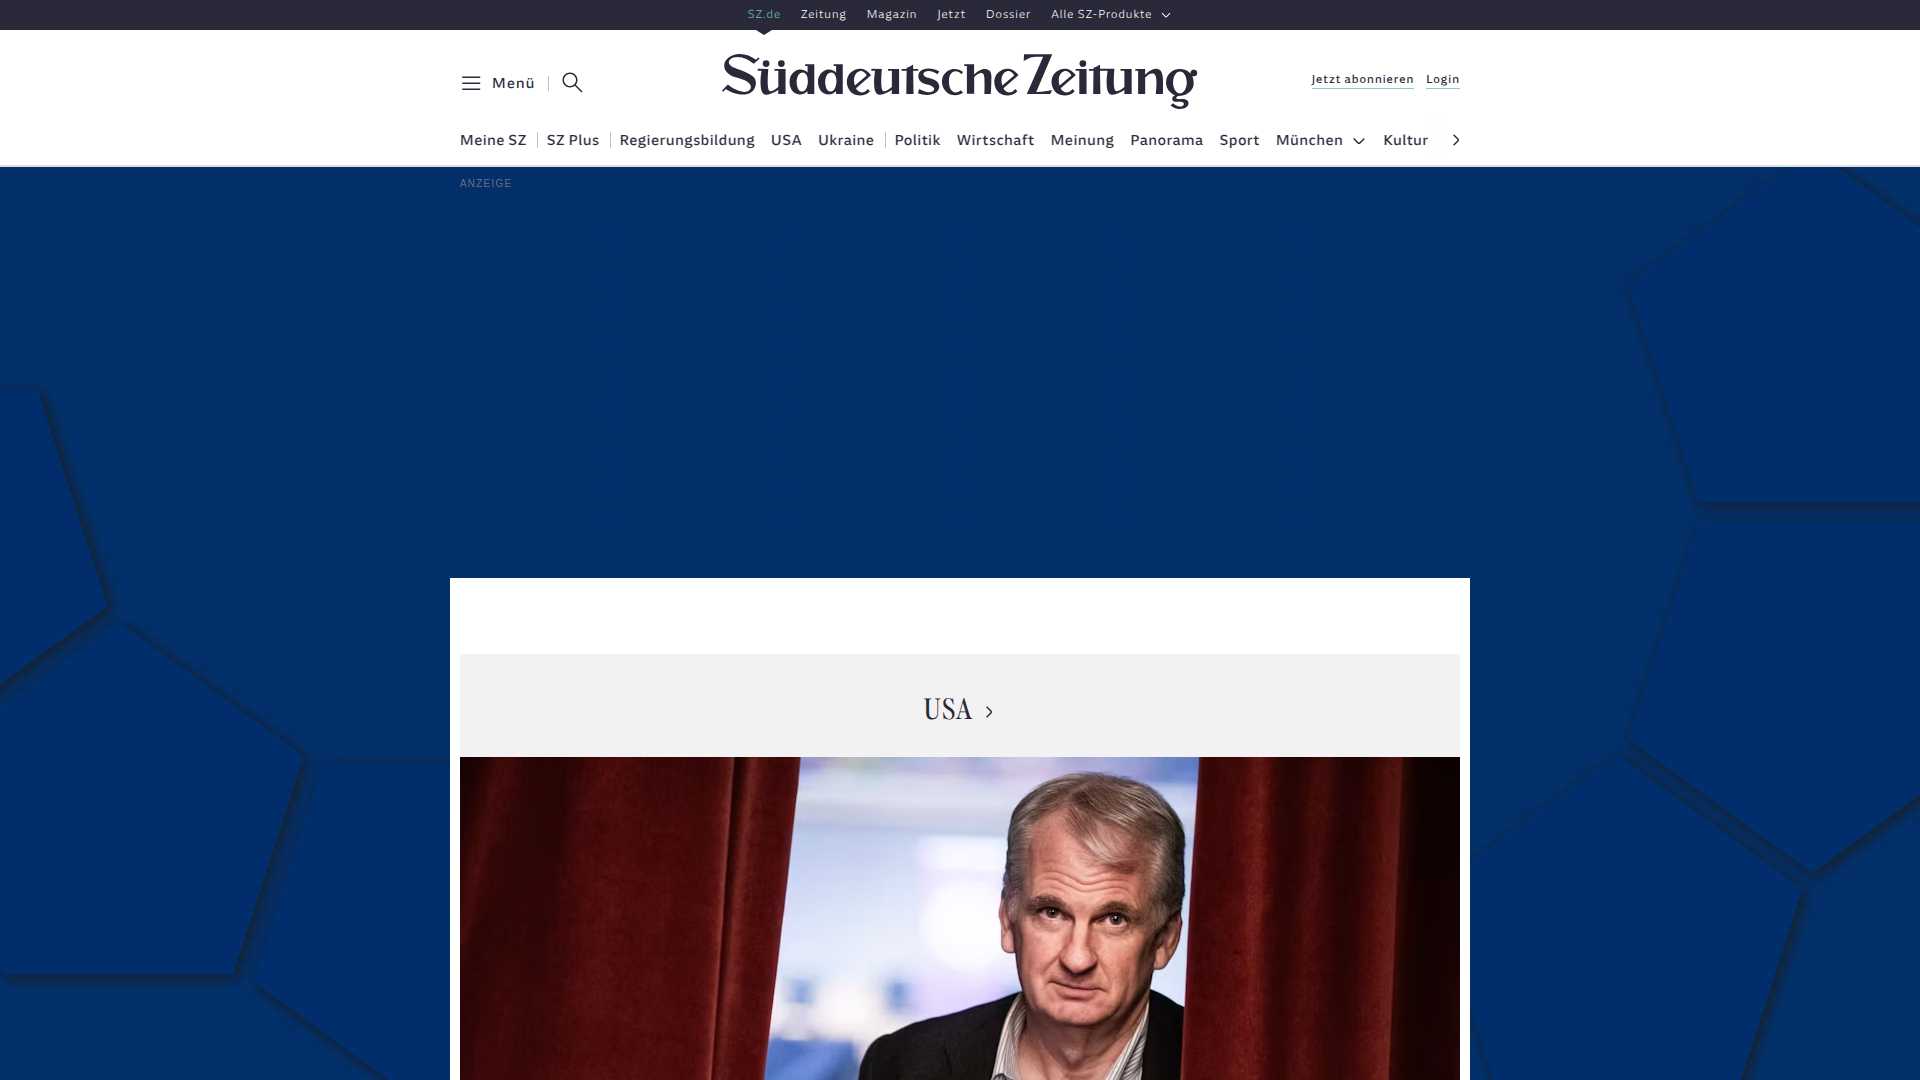 SZ.de Zeitung Magazin Jetzt Dossier Alle SZ-Produkte
Menü
Süddeutsche Zeitung
Jetzt abonnieren Login
Meine SZ SZ Plus Regierungsbildung USA Ukraine Politik Wirtschaft Meinung Panorama Sport München Kultur
ANZEIGE
USA